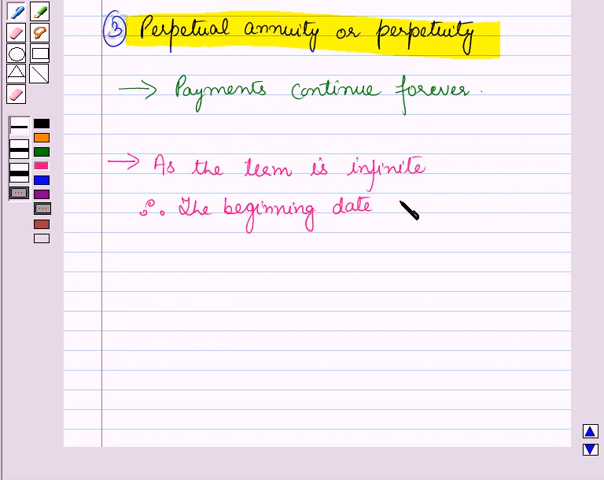 ③ Perpetual annuity or perpetuity
→ Payments continue forever.
→ As the term is infinite
∴ The beginning date